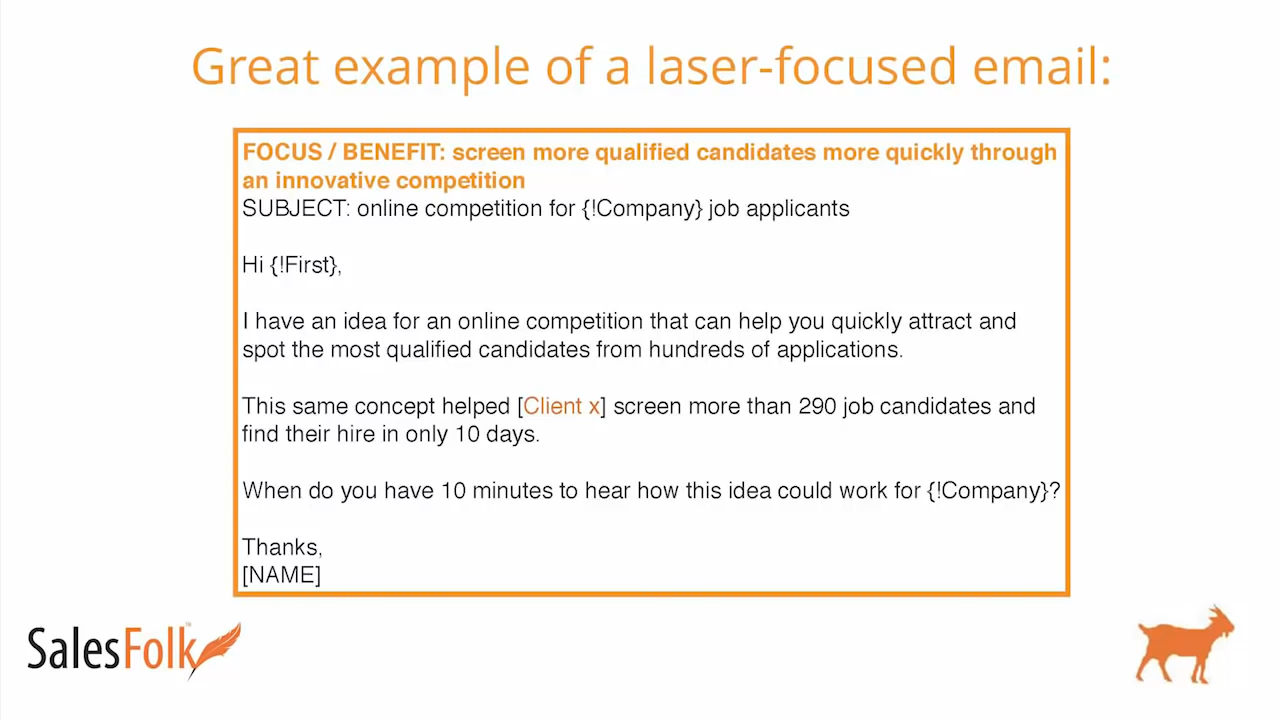 Great example of a laser-focused email:
FOCUS / BENEFIT: screen more qualified candidates more quickly through
an innovative competition
SUBJECT: online competition for {!Company} job applicants
Hi {!First},
I have an idea for an online competition that can help you quickly attract and
spot the most qualified candidates from hundreds of applications.
This same concept helped [Client x] screen more than 290 job candidates and
find their hire in only 10 days.
When do you have 10 minutes to hear how this idea could work for {!Company}?
Thanks,
[NAME]
SalesFolk